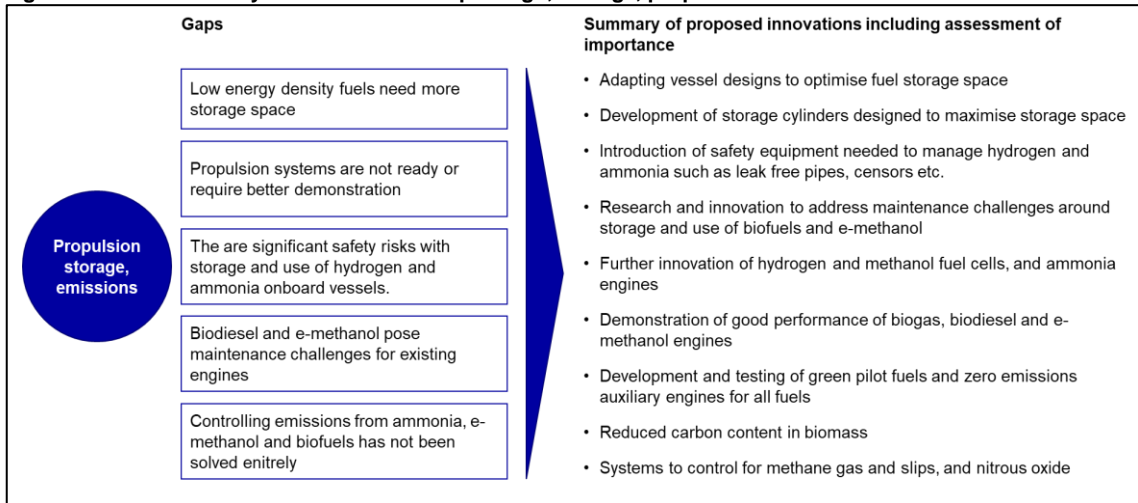 Gaps
Low energy density fuels need more
storage space
Propulsion systems are not ready or
require better demonstration
Propulsion
storage,
emissions
The are significant safety risks with
storage and use of hydrogen and
ammonia onboard vessels.
Biodiesel and e-methanol pose
maintenance challenges for existing
engines
Controlling emissions from ammonia, e-
methanol and biofuels has not been
solved enitrely
Summary of proposed innovations including assessment of
importance
• Adapting vessel designs to optimise fuel storage space
• Development of storage cylinders designed to maximise storage space
• Introduction of safety equipment needed to manage hydrogen and
ammonia such as leak free pipes, censors etc.
• Research and innovation to address maintenance challenges around
storage and use of biofuels and e-methanol
• Further innovation of hydrogen and methanol fuel cells, and ammonia
engines
• Demonstration of good performance of biogas, biodiesel and e-
methanol engines
• Development and testing of green pilot fuels and zero emissions
auxiliary engines for all fuels
• Reduced carbon content in biomass
• Systems to control for methane gas and slips, and nitrous oxide